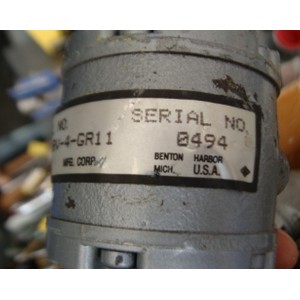 NO. SERIAL NO.
-4-GR11 0494
MFG. CORP. BENTON HARBOR
MICH. U.S.A.